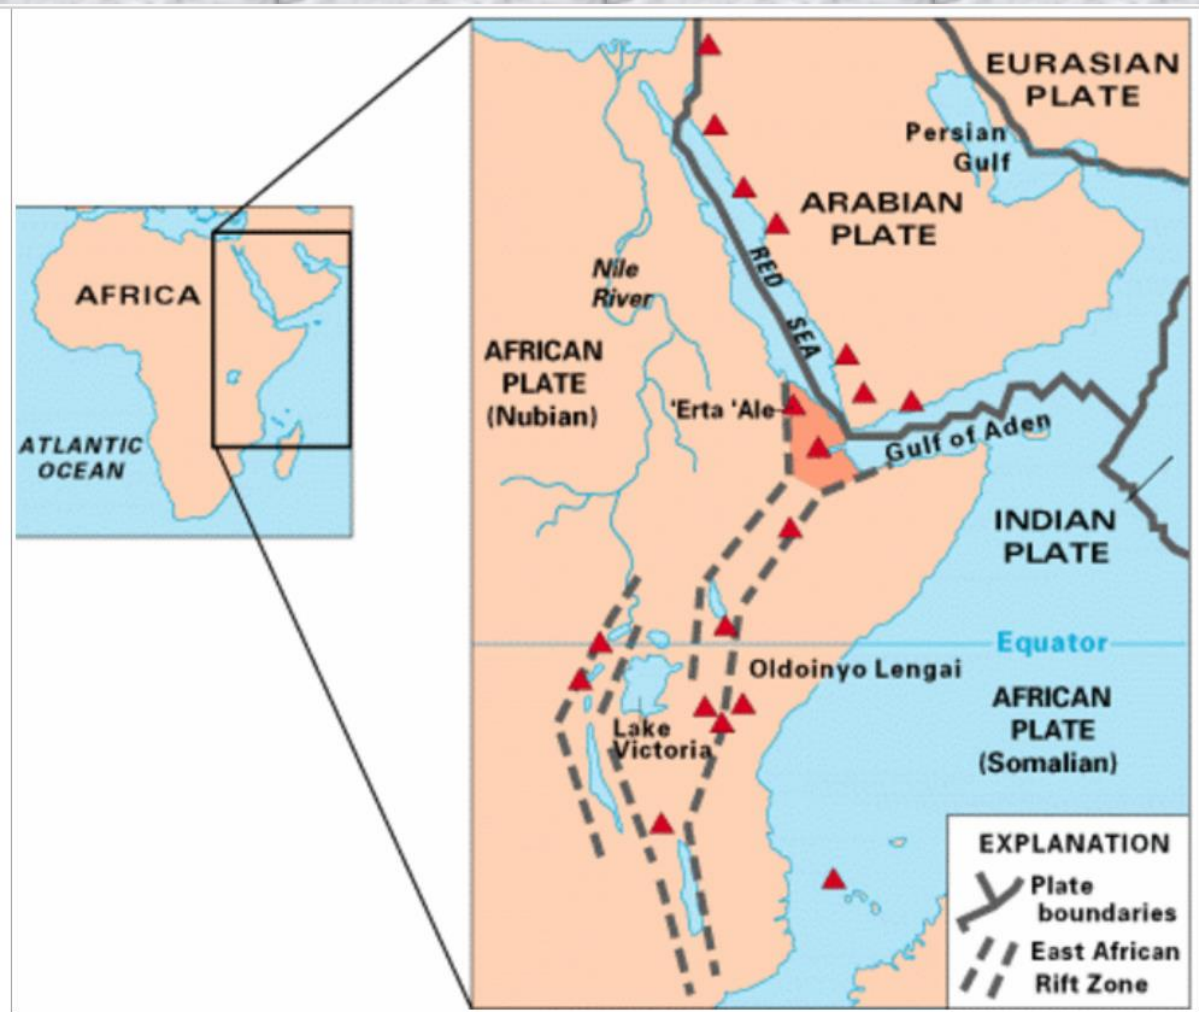 AFRICA
ATLANTIC
OCEAN
EURASIAN
PLATE
Persian
Gulf
ARABIAN
PLATE
RED SEA
Nile
River
AFRICAN
PLATE
(Nubian)
'Erta 'Ale
Gulf of Aden
INDIAN
PLATE
Equator
Oldoinyo Lengai
AFRICAN
PLATE
(Somalian)
Lake
Victoria
EXPLANATION
Plate
boundaries
East African
Rift Zone